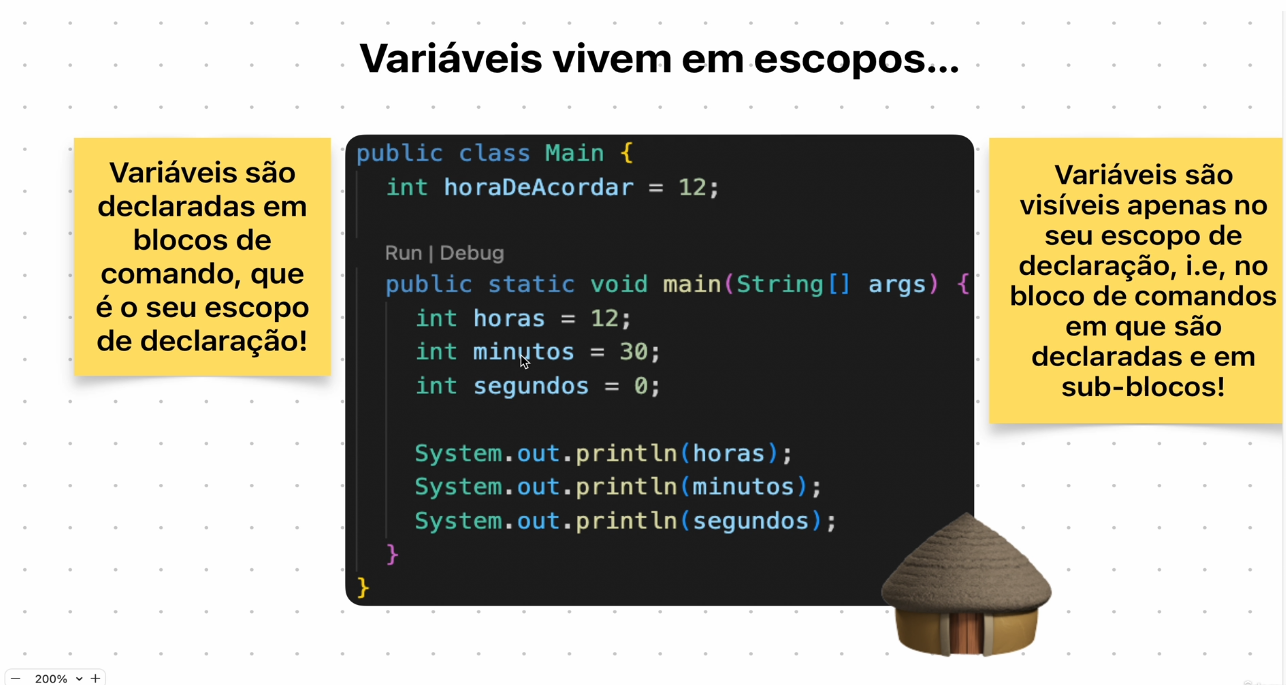 Variáveis vivem em escopos...
Variáveis são
declaradas em
blocos de
comando, que
é o seu escopo
de declaração!
public class Main {
int horaDeAcordar = 12;
Run | Debug
public static void main(String[] args) {
int horas = 12;
int minutos = 30;
int segundos = 0;
System.out.println(horas);
System.out.println(minutos);
System.out.println(segundos);
}
}
Variáveis são
visíveis apenas no
seu escopo de
declaração, i.e, no
bloco de comandos
em que são
declaradas e em
sub-blocos!
200%